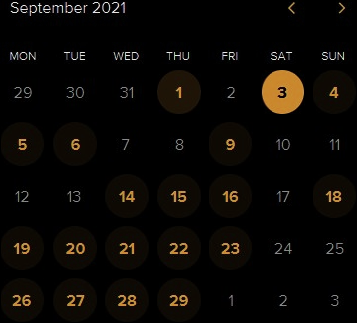 September 2021
MON TUE WED THU FRI SAT SUN
29 30 31 1 2 3 4
5 6 7 8 9 10 11
12 13 14 15 16 17 18
19 20 21 22 23 24 25
26 27 28 29 1 2 3